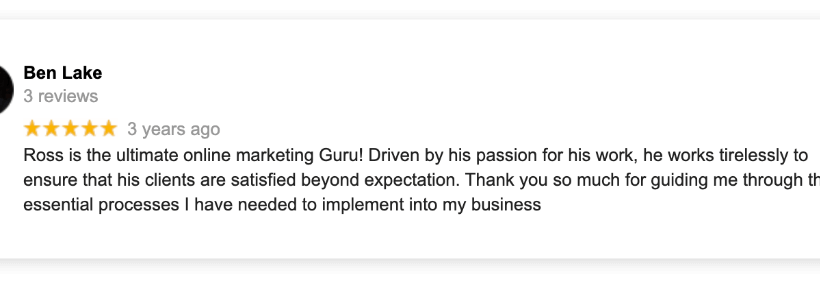 Ben Lake
3 reviews
3 years ago
Ross is the ultimate online marketing Guru! Driven by his passion for his work, he works tirelessly to
ensure that his clients are satisfied beyond expectation. Thank you so much for guiding me through
essential processes I have needed to implement into my business